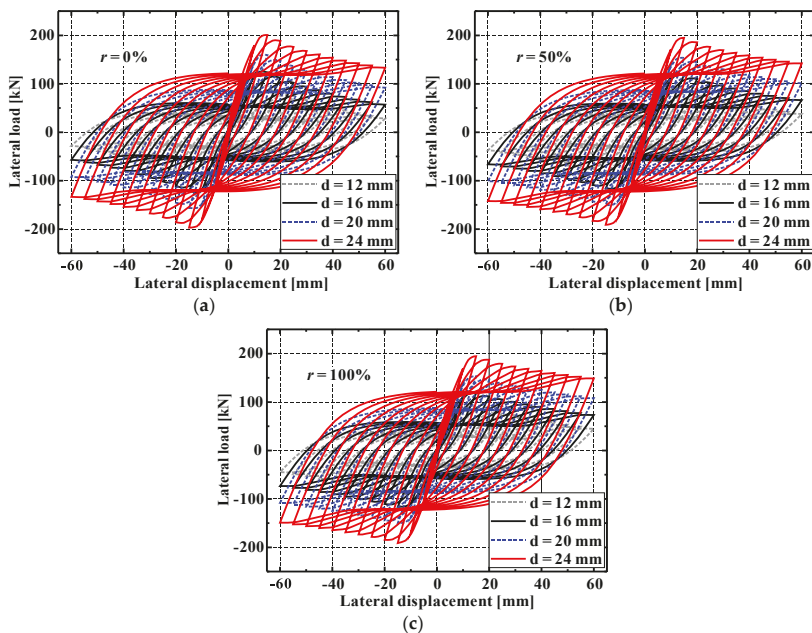 Lateral load [kN]
200
100
0
-100
-200
r = 0%
d = 12 mm
d = 16 mm
d = 20 mm
d = 24 mm
-60 -40 -20 0 20 40 60
Lateral displacement [mm]
(a)
Lateral load [kN]
200
100
0
-100
-200
r = 50%
d = 12 mm
d = 16 mm
d = 20 mm
d = 24 mm
-60 -40 -20 0 20 40 60
Lateral displacement [mm]
(b)
Lateral load [kN]
200
100
0
-100
-200
r = 100%
d = 12 mm
d = 16 mm
d = 20 mm
d = 24 mm
-60 -40 -20 0 20 40 60
Lateral displacement [mm]
(c)